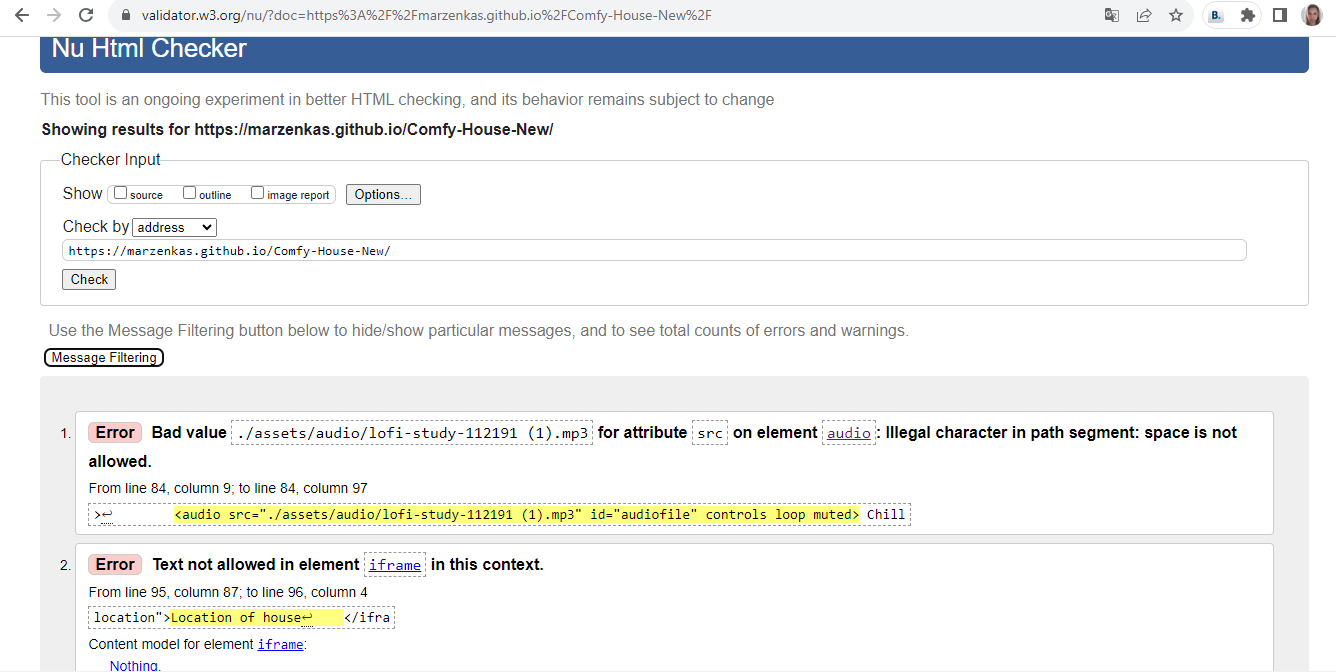 validator.w3.org/nu/?doc=https%3A%2F%2Fmarzenkas.github.io%2FComfy-House-New%2F
B.
Nu Html Checker
This tool is an ongoing experiment in better HTML checking, and its behavior remains subject to change
Showing results for https://marzenkas.github.io/Comfy-House-New/
Checker Input
Show source outline image report Options...
Check by address
https://marzenkas.github.io/Comfy-House-New/
Check
Use the Message Filtering button below to hide/show particular messages, and to see total counts of errors and warnings.
Message Filtering
1. Error Bad value ./assets/audio/lofi-study-112191 (1).mp3 for attribute src on element audio: Illegal character in path segment: space is not
allowed.
From line 84, column 9; to line 84, column 97
>↩ <audio src="./assets/audio/lofi-study-112191 (1).mp3" id="audiofile" controls loop muted> Chill
2. Error Text not allowed in element iframe in this context.
From line 95, column 87; to line 96, column 4
location">Location of house↩ </ifra
Content model for element iframe:
Nothing.